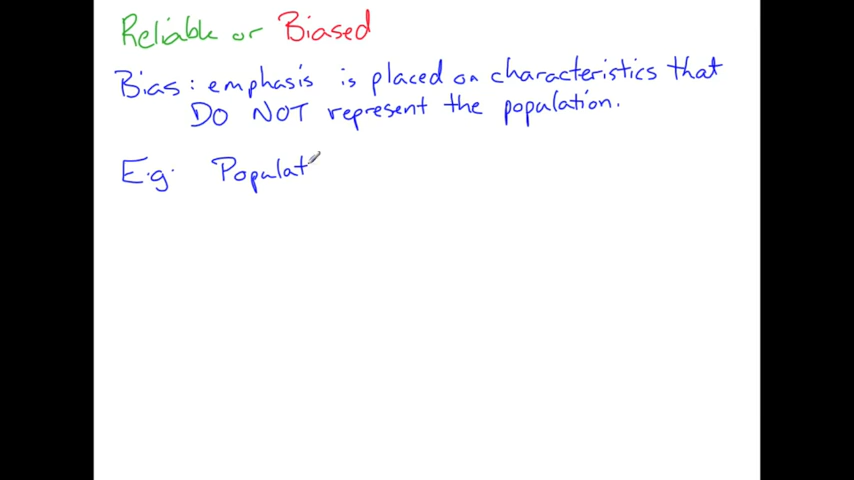 Reliable or Biased
Bias: emphasis is placed on characteristics that
DO NOT represent the population.
E.g. Populat